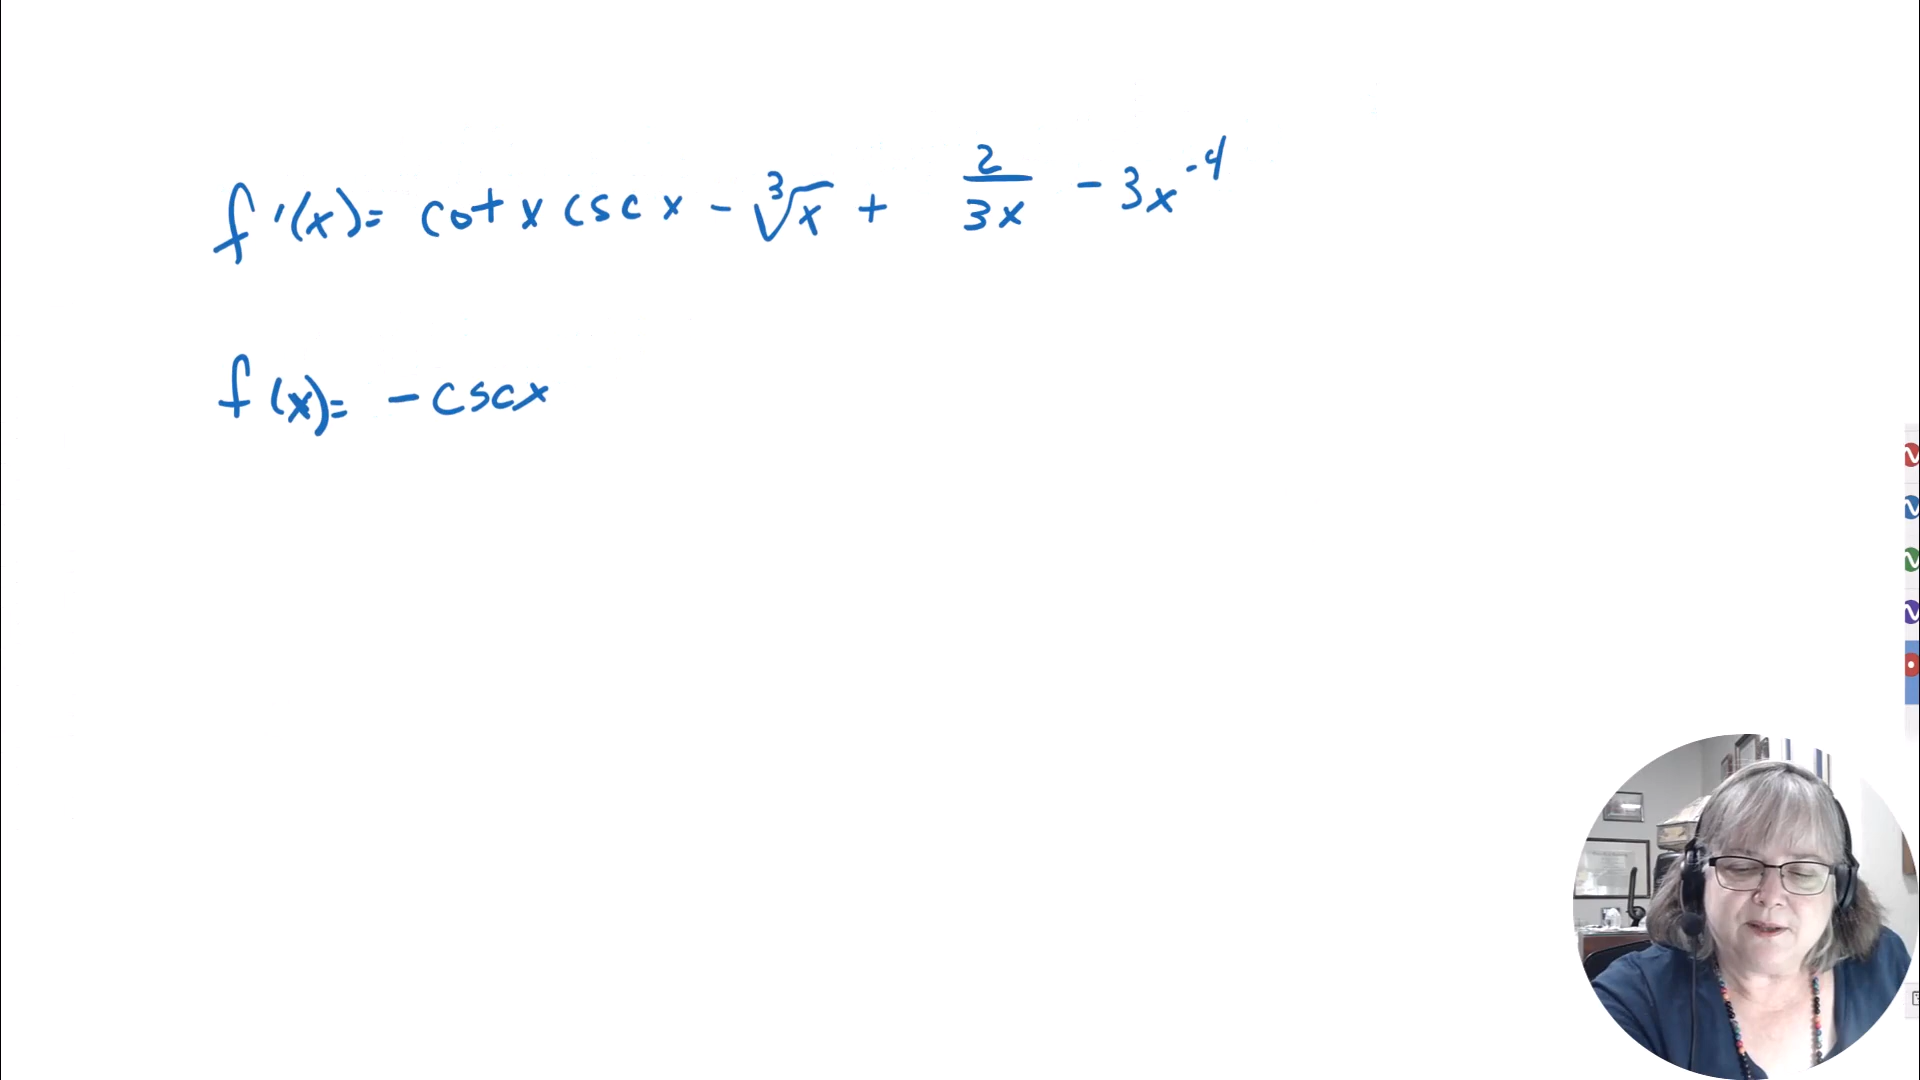 f'(x)= cot x csc x - ∛x + 2/3x - 3x⁻⁴
f(x)= - csc x